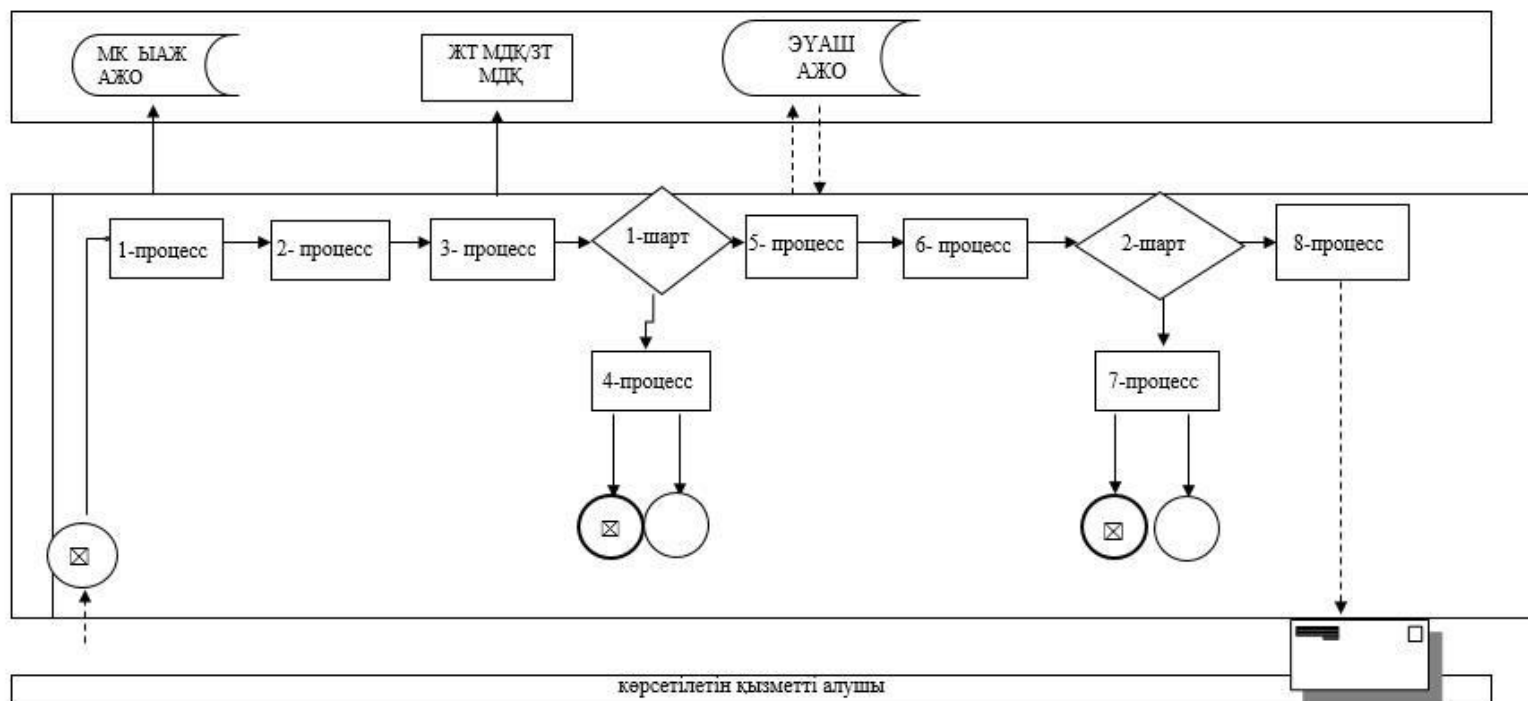 МК ЫАЖ
АЖО
ЖТ МДҚ/ЗТ
МДҚ
ЭҮАШ
АЖО
1-процесс
2- процесс
3- процесс
1-шарт
5- процесс
6- процесс
2-шарт
8-процесс
4-процесс
7-процесс
көрсетілетін қызметті алушы